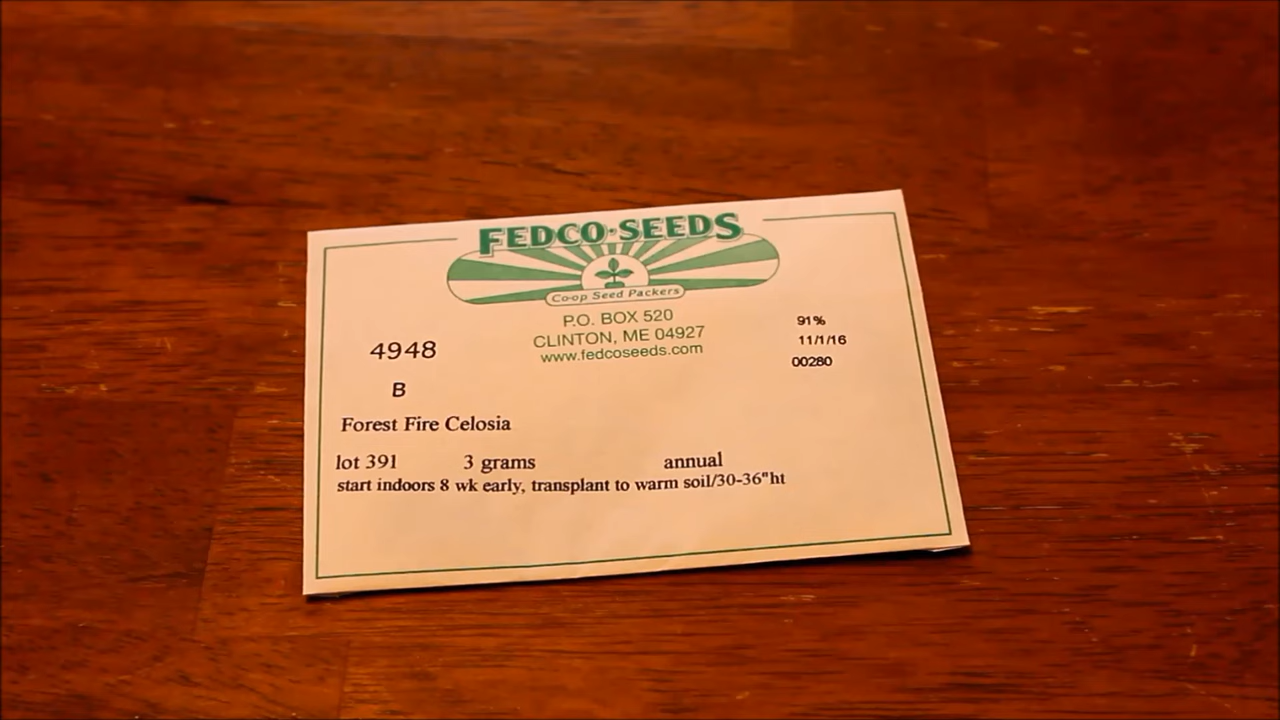 FEDCO·SEEDS
Co-op Seed Packers
P.O. BOX 520
CLINTON, ME 04927
www.fedcoseeds.com
91%
11/1/16
00280
4948
B
Forest Fire Celosia
lot 391 3 grams annual
start indoors 8 wk early, transplant to warm soil/30-36"ht